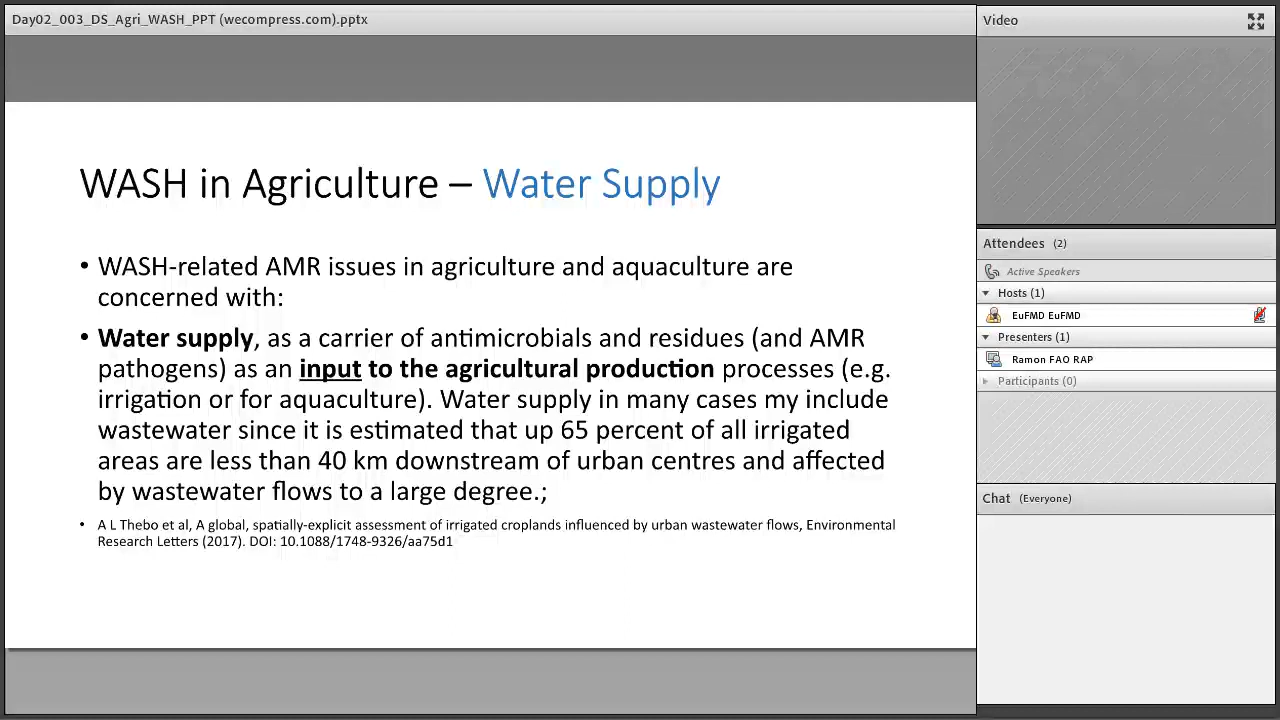 Day02_003_DS_Agri_WASH_PPT (wecompress.com).pptx
WASH in Agriculture – Water Supply
• WASH-related AMR issues in agriculture and aquaculture are
concerned with:
• Water supply, as a carrier of antimicrobials and residues (and AMR
pathogens) as an input to the agricultural production processes (e.g.
irrigation or for aquaculture). Water supply in many cases my include
wastewater since it is estimated that up 65 percent of all irrigated
areas are less than 40 km downstream of urban centres and affected
by wastewater flows to a large degree.;
• A L Thebo et al, A global, spatially-explicit assessment of irrigated croplands influenced by urban wastewater flows, Environmental
Research Letters (2017). DOI: 10.1088/1748-9326/aa75d1
Video
Attendees (2)
Active Speakers
Hosts (1)
EuFMD EuFMD
Presenters (1)
Ramon FAO RAP
Participants (0)
Chat (Everyone)